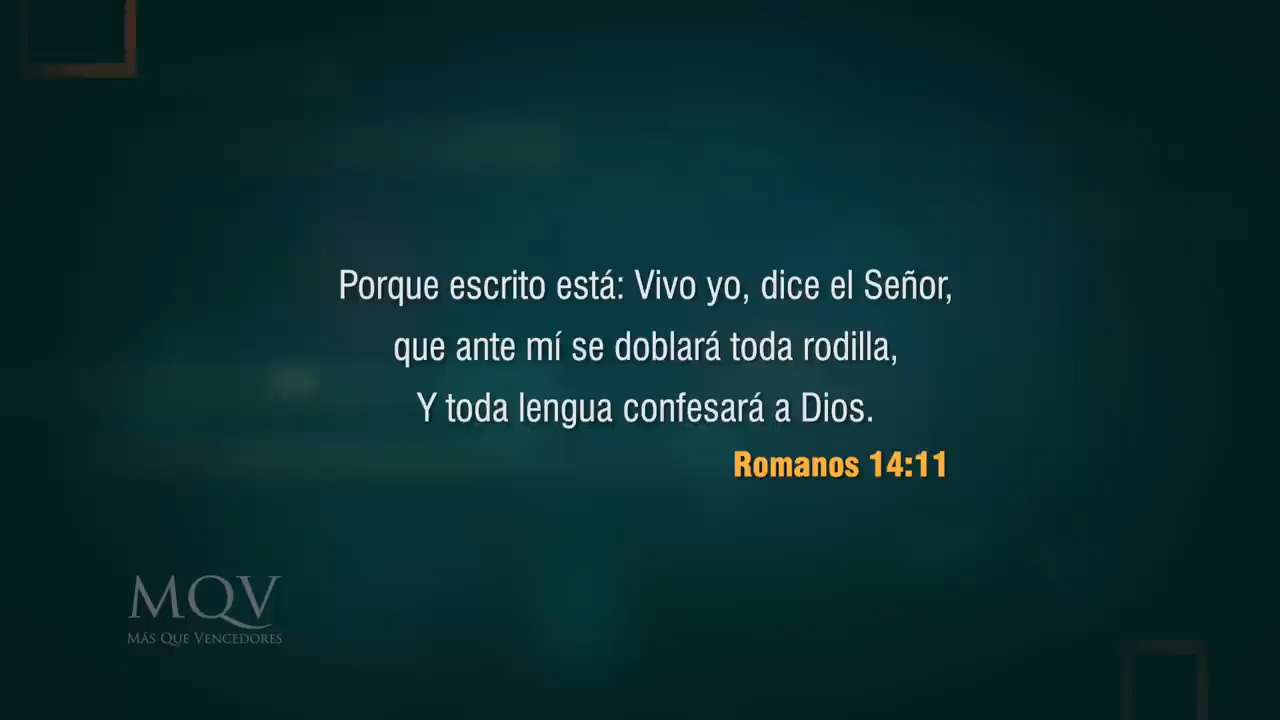 Porque escrito está: Vivo yo, dice el Señor,
que ante mí se doblará toda rodilla,
Y toda lengua confesará a Dios.
Romanos 14:11
MQV
MÁS QUE VENCEDORES